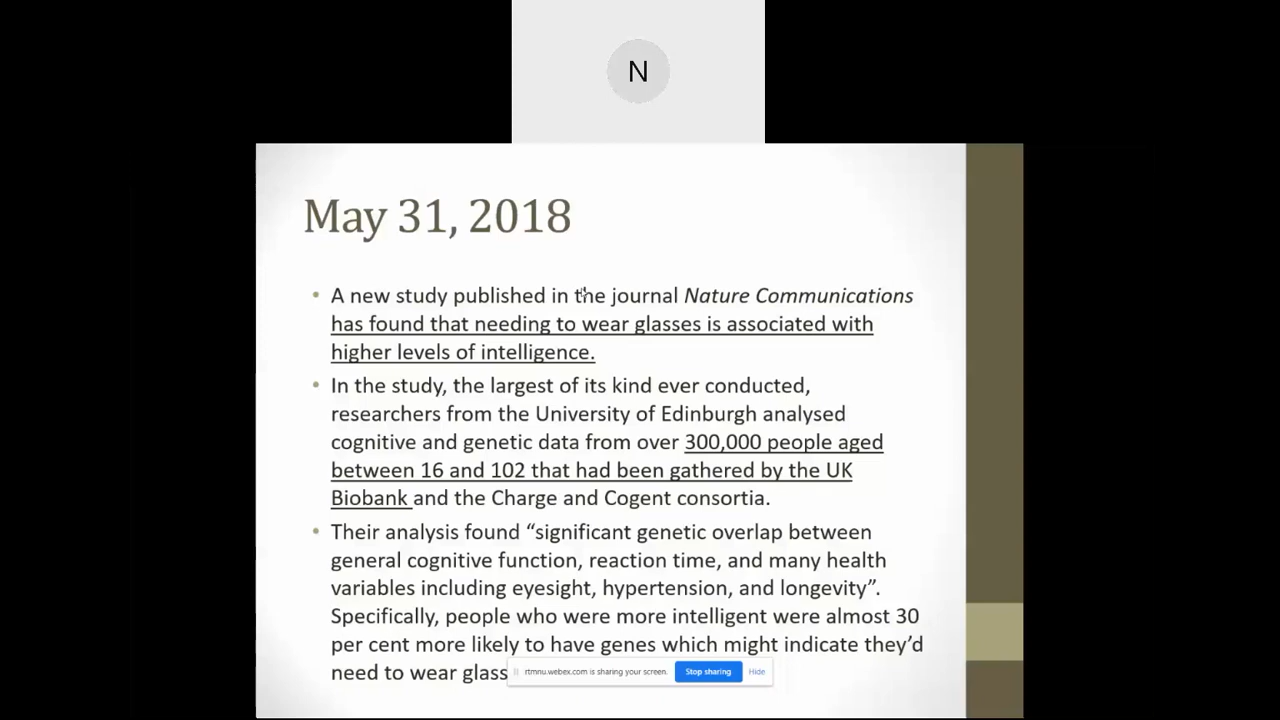 N
May 31, 2018
• A new study published in the journal Nature Communications
has found that needing to wear glasses is associated with
higher levels of intelligence.
• In the study, the largest of its kind ever conducted,
researchers from the University of Edinburgh analysed
cognitive and genetic data from over 300,000 people aged
between 16 and 102 that had been gathered by the UK
Biobank and the Charge and Cogent consortia.
• Their analysis found “significant genetic overlap between
general cognitive function, reaction time, and many health
variables including eyesight, hypertension, and longevity”.
Specifically, people who were more intelligent were almost 30
per cent more likely to have genes which might indicate they’d
need to wear
rtmnu.webex.com is sharing your screen. Stop sharing Hide